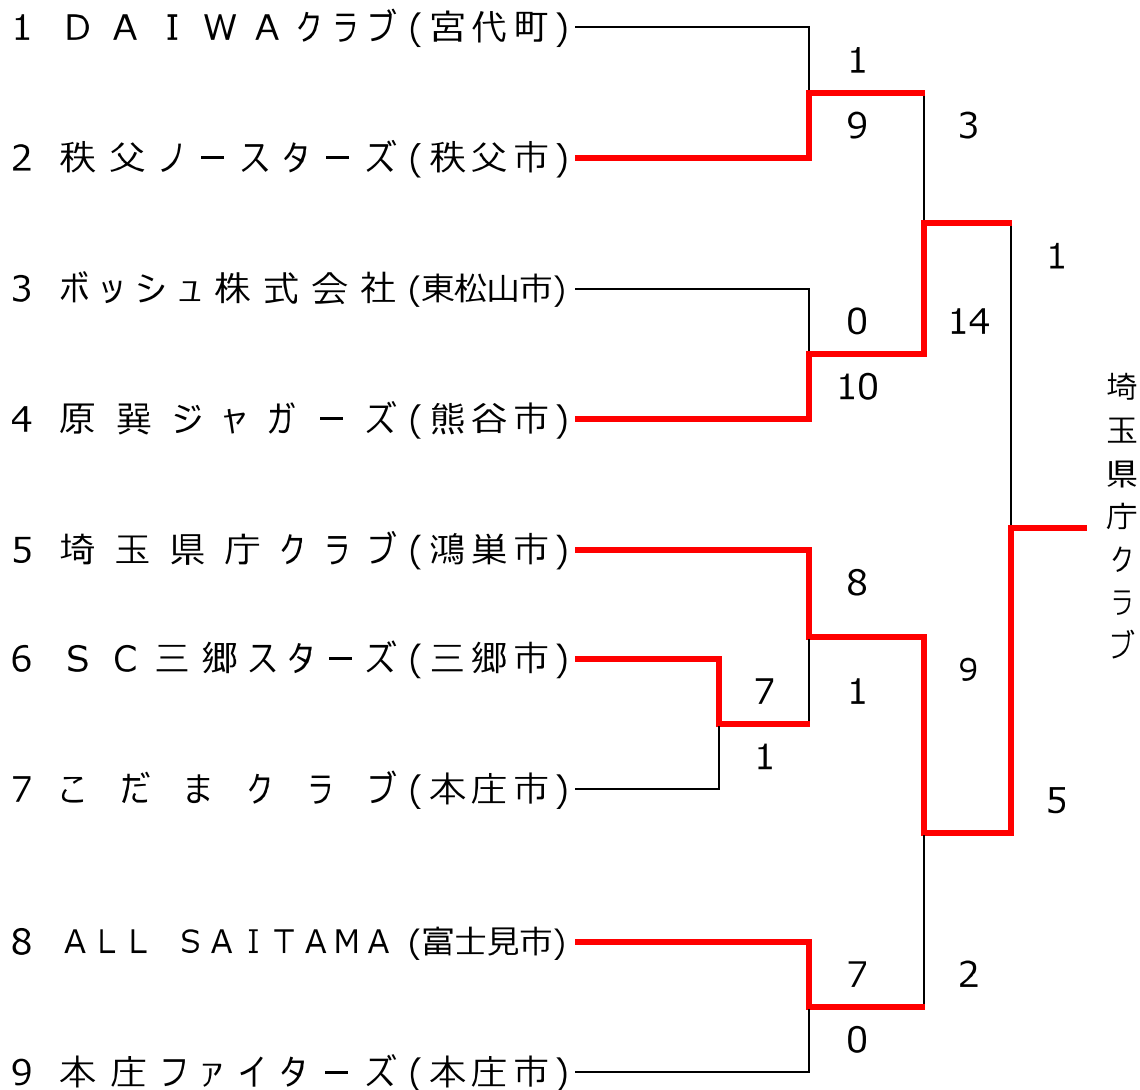 1 ＤＡＩＷＡクラブ(宮代町)
1
9
3
2 秩父ノースターズ(秩父市)
1
3 ボッシュ株式会社(東松山市)
0
14
10
4 原巽ジャガーズ(熊谷市)
埼玉県庁クラブ
5 埼玉県庁クラブ(鴻巣市)
8
6 ＳＣ三郷スターズ(三郷市)
7
1
9
1
7 こだまクラブ(本庄市)
5
8 ＡＬＬ ＳＡＩＴＡＭＡ(富士見市)
7
2
0
9 本庄ファイターズ(本庄市)